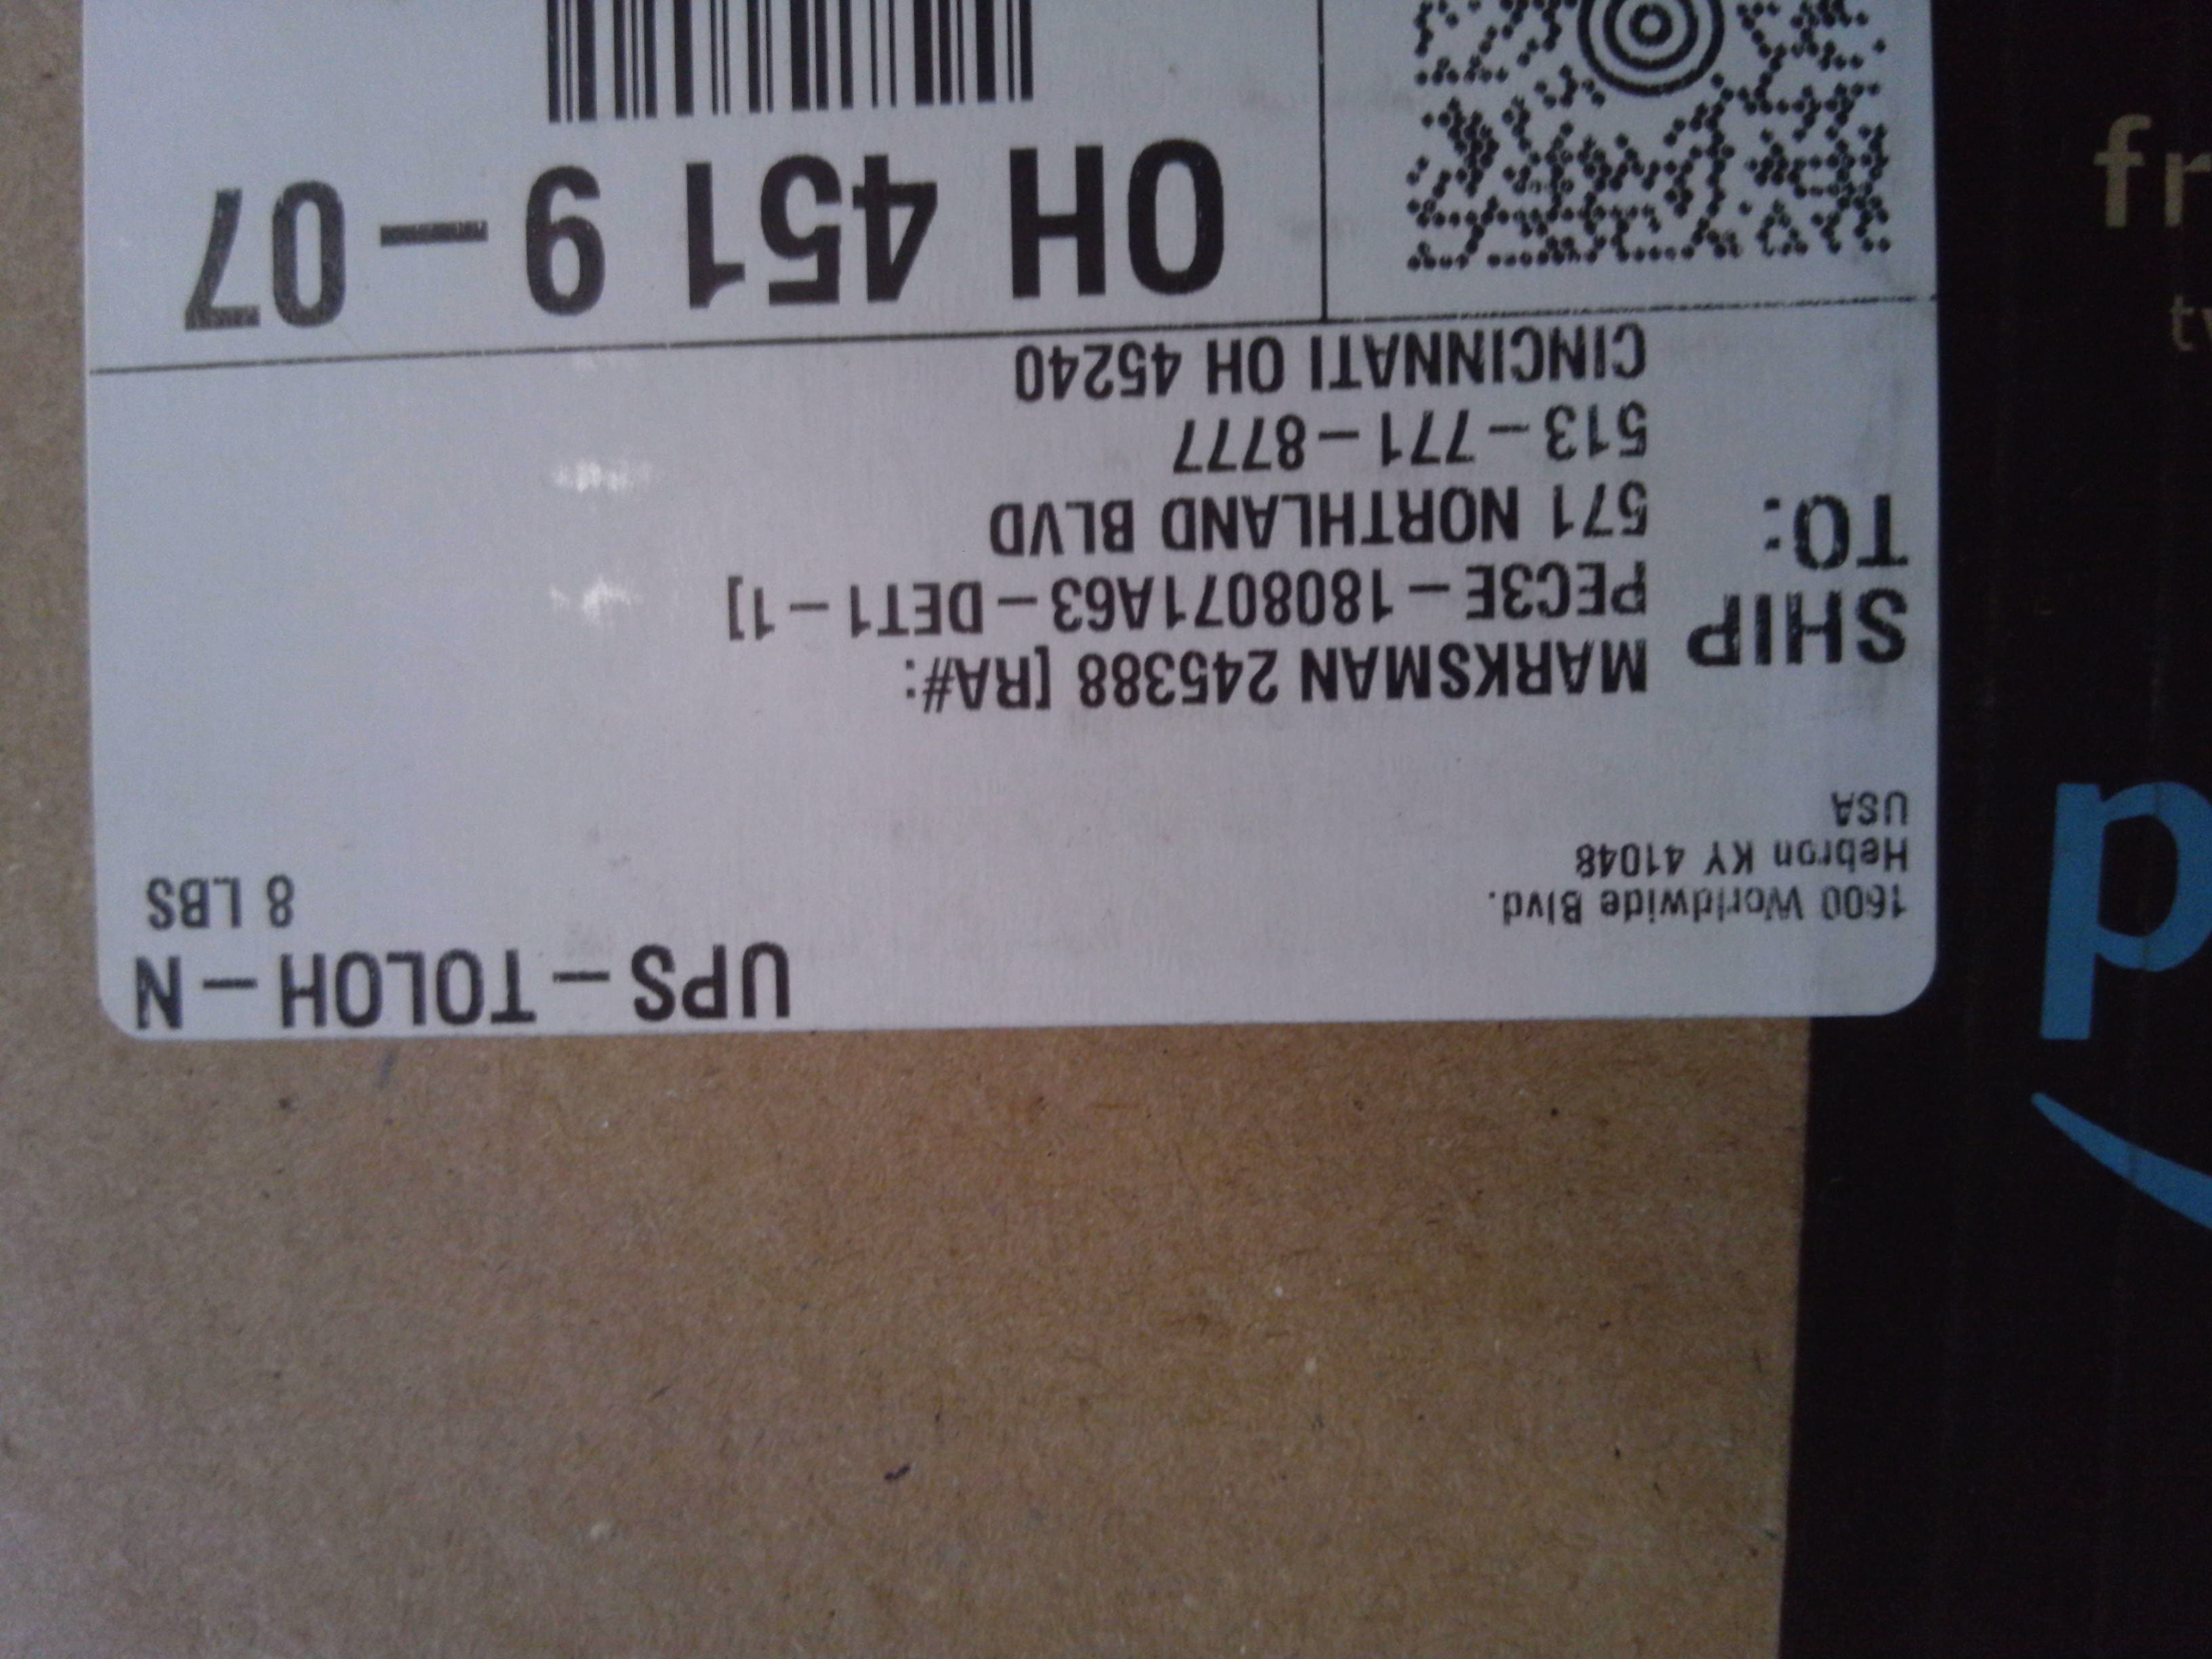 UPS-TOLOH-N
8 LBS
1600 Worldwide Blvd.
Hebron KY 41048
USA
SHIP
TO:
MARKSMAN 245388 [RA#:
PEC3E-1808071A63-DET1-1]
571 NORTHLAND BLVD
513-771-8777
CINCINNATI OH 45240
OH 451 9-07